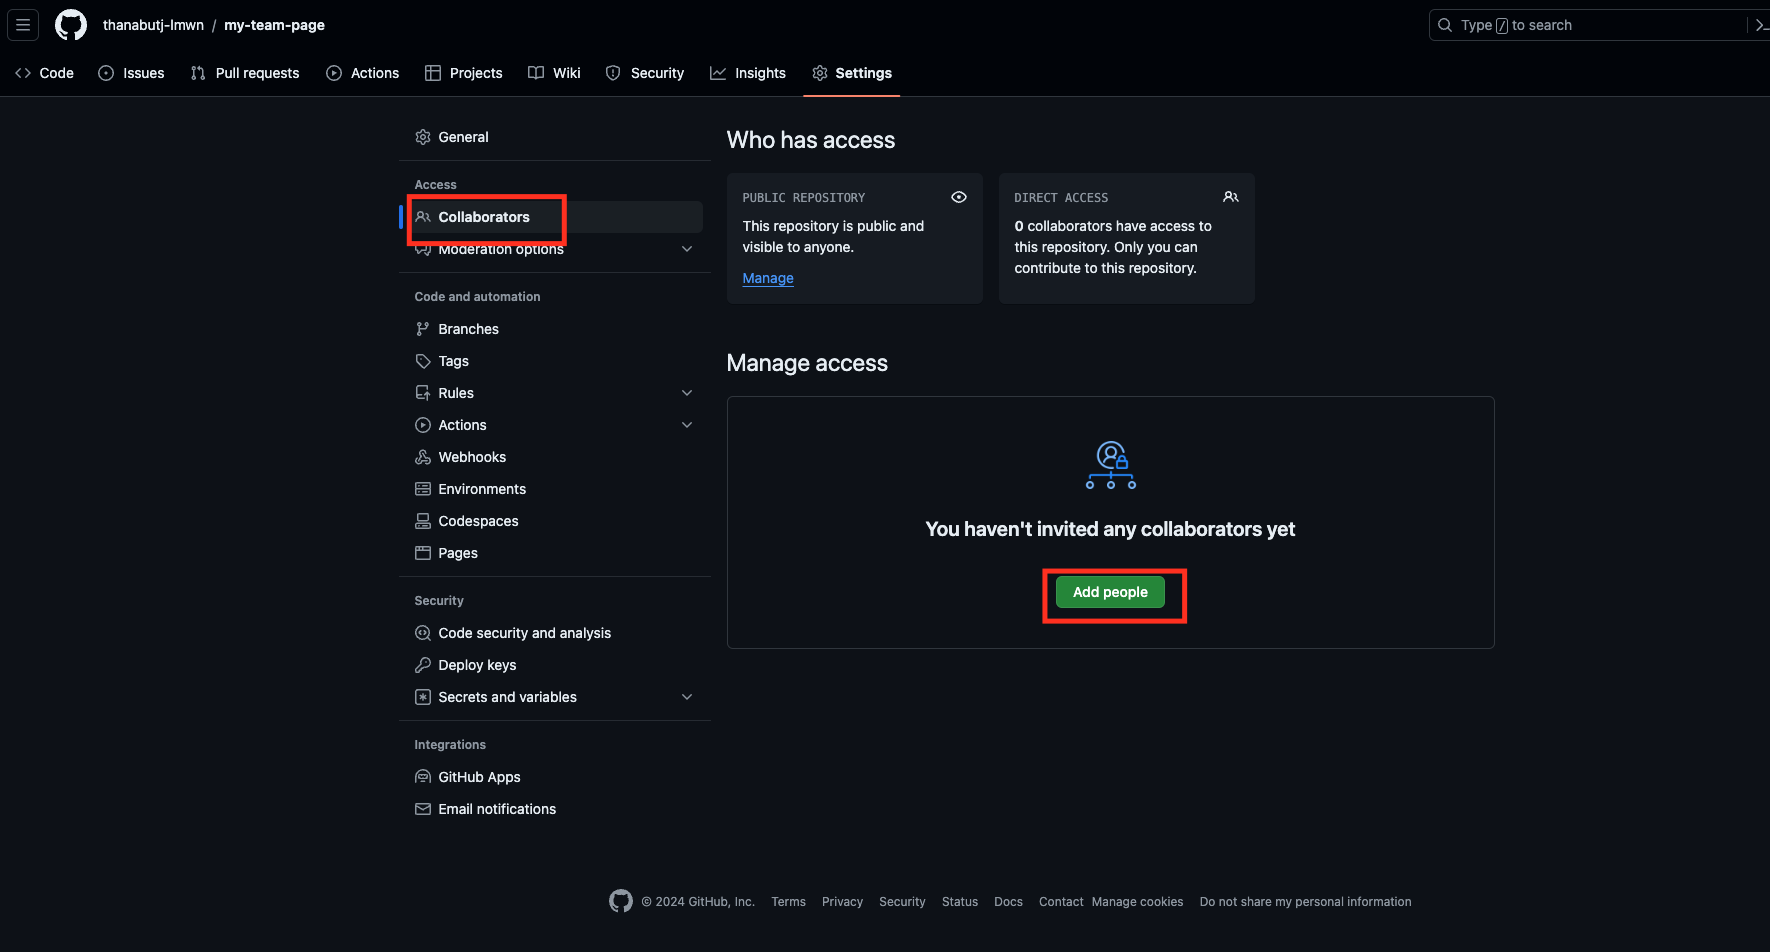 thanabutj-lmwn / my-team-page
Type / to search
Code
Issues
Pull requests
Actions
Projects
Wiki
Security
Insights
Settings
General
Access
Collaborators
Moderation options
Code and automation
Branches
Tags
Rules
Actions
Webhooks
Environments
Codespaces
Pages
Security
Code security and analysis
Deploy keys
Secrets and variables
Integrations
GitHub Apps
Email notifications
Who has access
PUBLIC REPOSITORY
This repository is public and
visible to anyone.
Manage
DIRECT ACCESS
0 collaborators have access to
this repository. Only you can
contribute to this repository.
Manage access
You haven't invited any collaborators yet
Add people
© 2024 GitHub, Inc.
Terms
Privacy
Security
Status
Docs
Contact
Manage cookies
Do not share my personal information